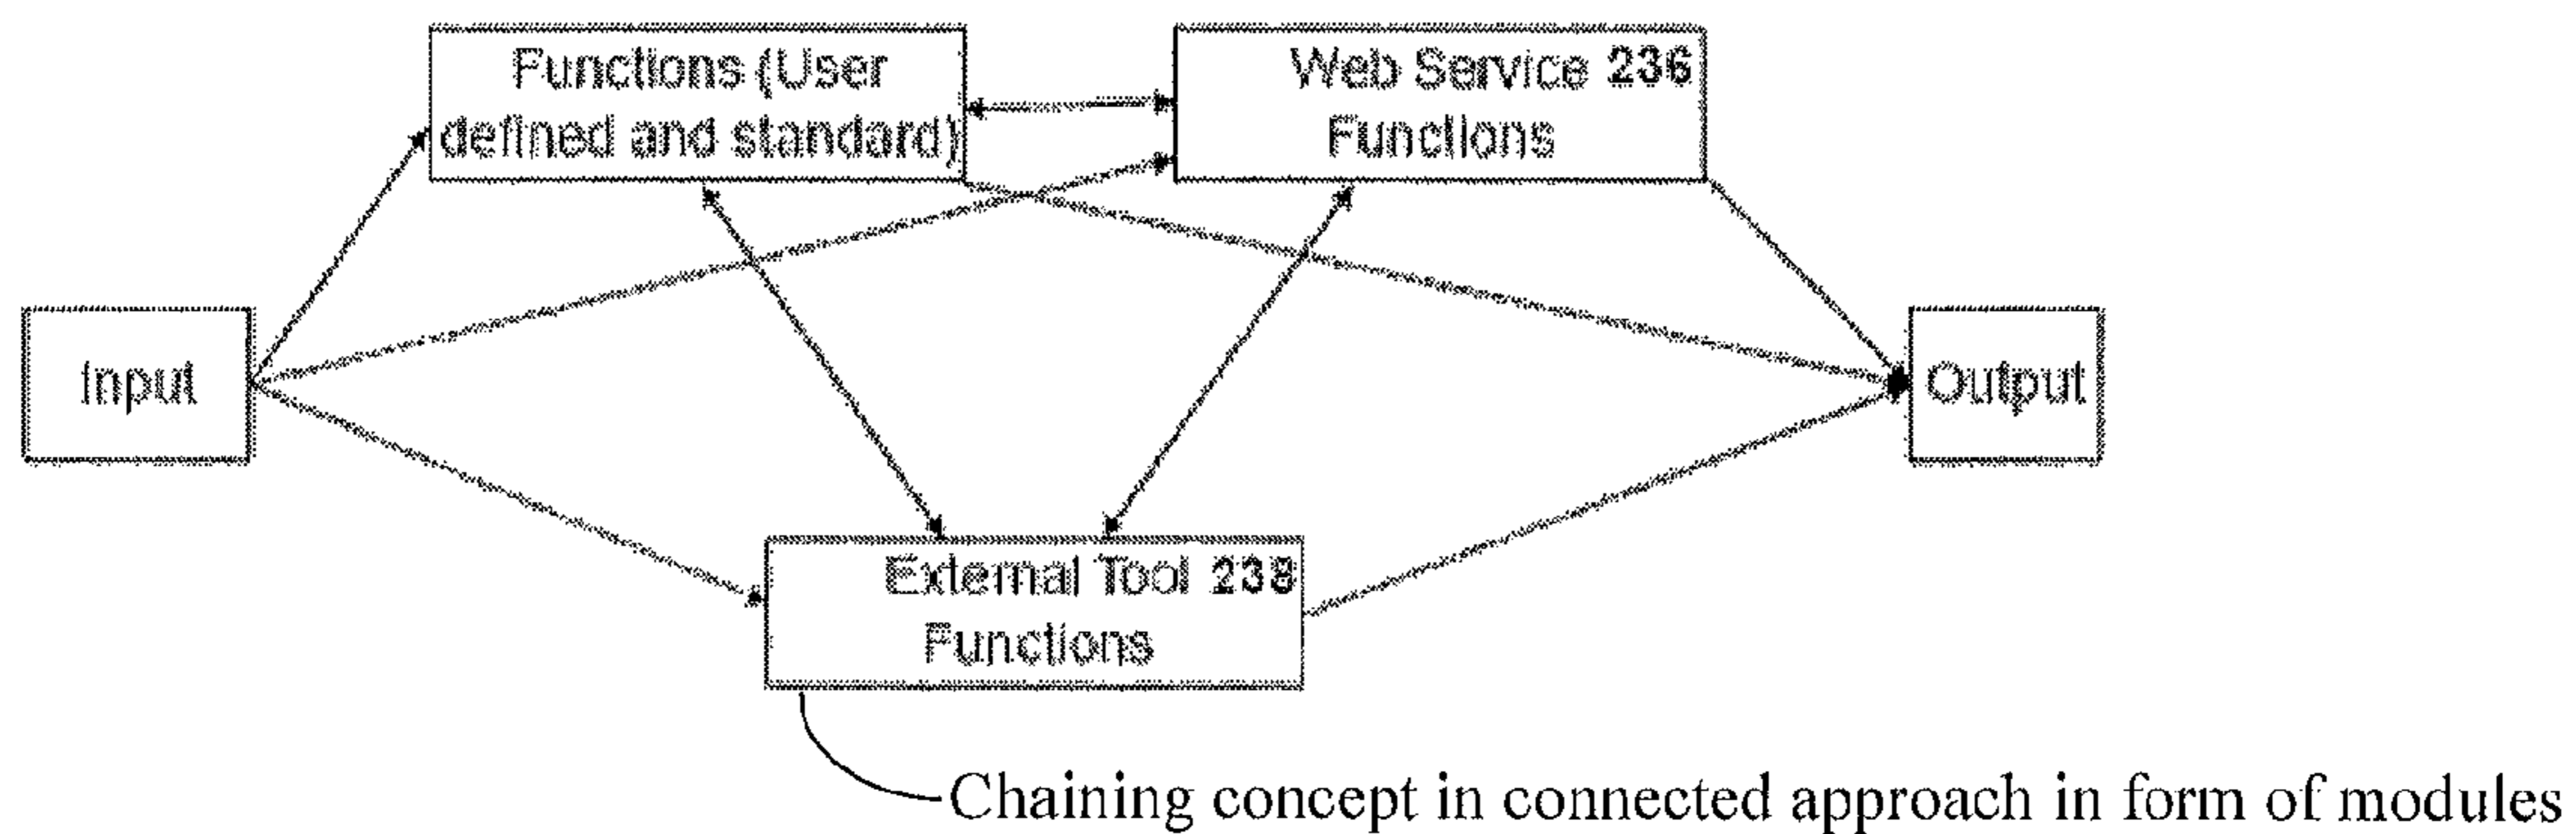 Functions (User
defined and standard)
Web Service 236
Functions
Input
Output
External Tool 238
Functions
Chaining concept in connected approach in form of modules